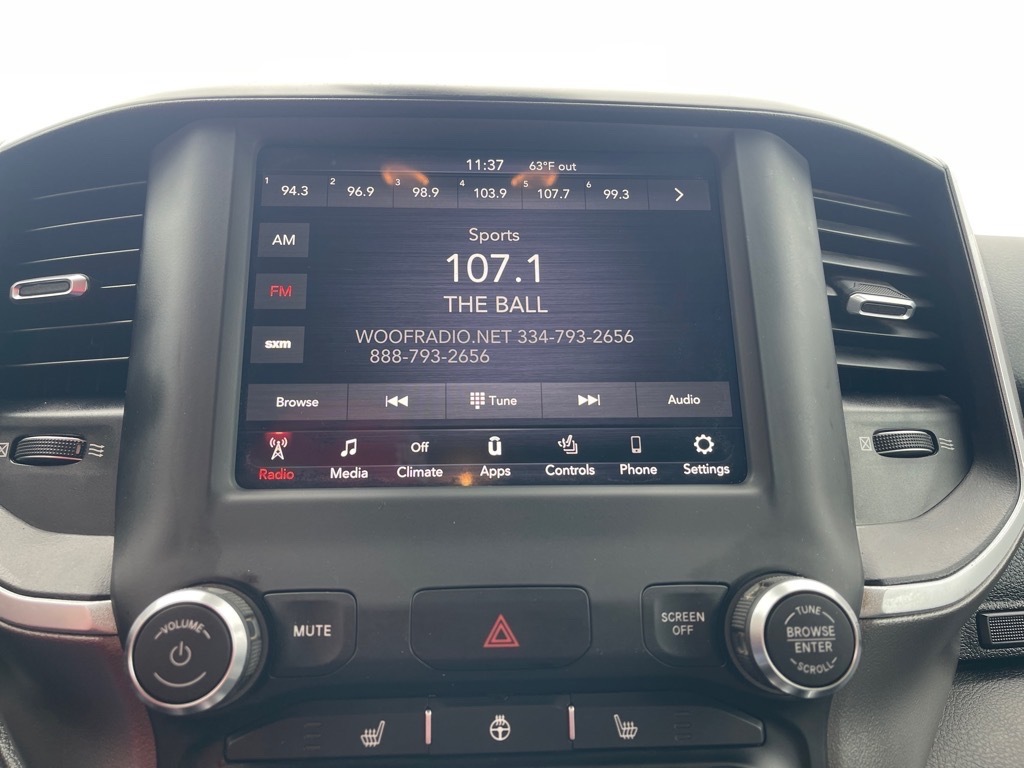 11:37 63°F out
1 94.3 2 96.9 3 98.9 4 103.9 5 107.7 6 99.3
AM
FM
sxm
Sports
107.1
THE BALL
WOOFRADIO.NET 334-793-2656
888-793-2656
Browse Tune Audio
Off
Radio Media Climate Apps Controls Phone Settings
VOLUME
MUTE
SCREEN
OFF
TUNE
BROWSE
ENTER
SCROLL